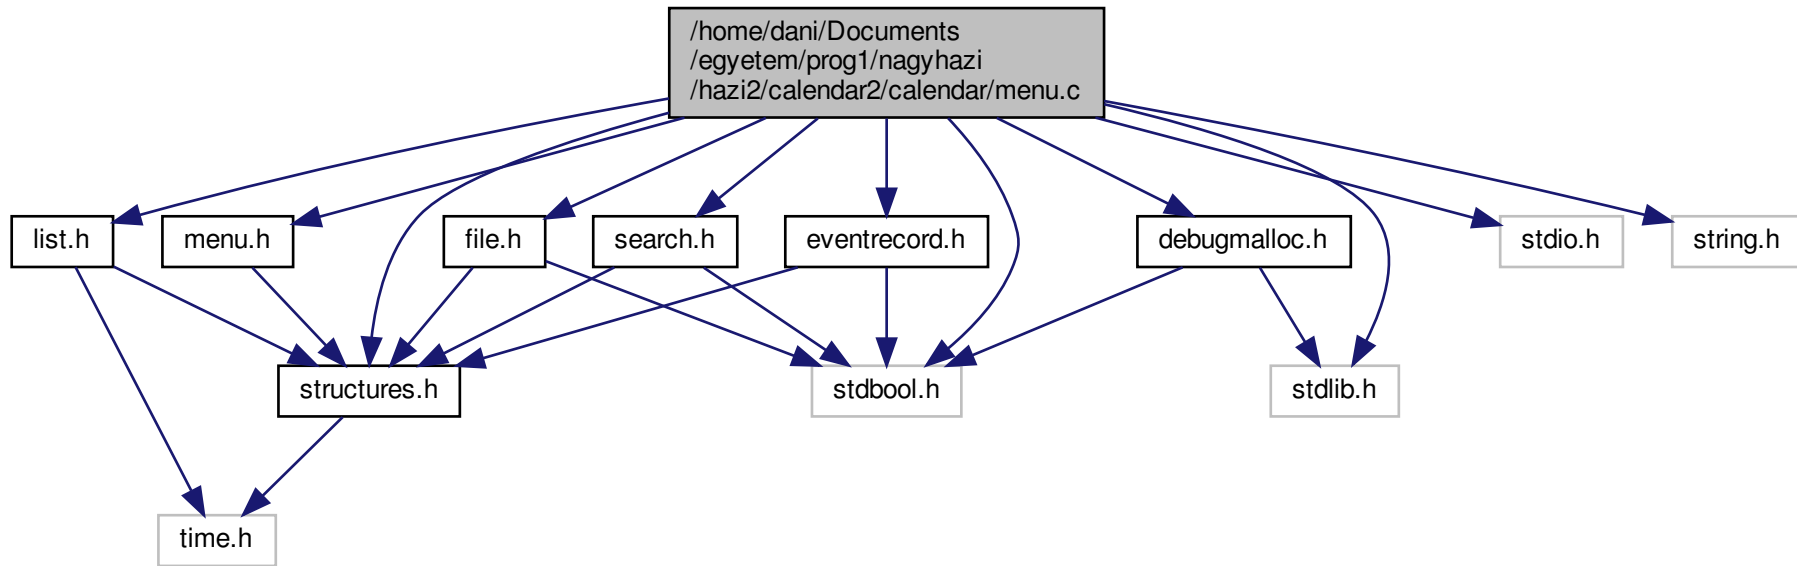 /home/dani/Documents
/egyetem/prog1/nagyhazi
/hazi2/calendar2/calendar/menu.c
list.h
menu.h
file.h
search.h
eventrecord.h
debugmalloc.h
stdio.h
string.h
structures.h
stdbool.h
stdlib.h
time.h